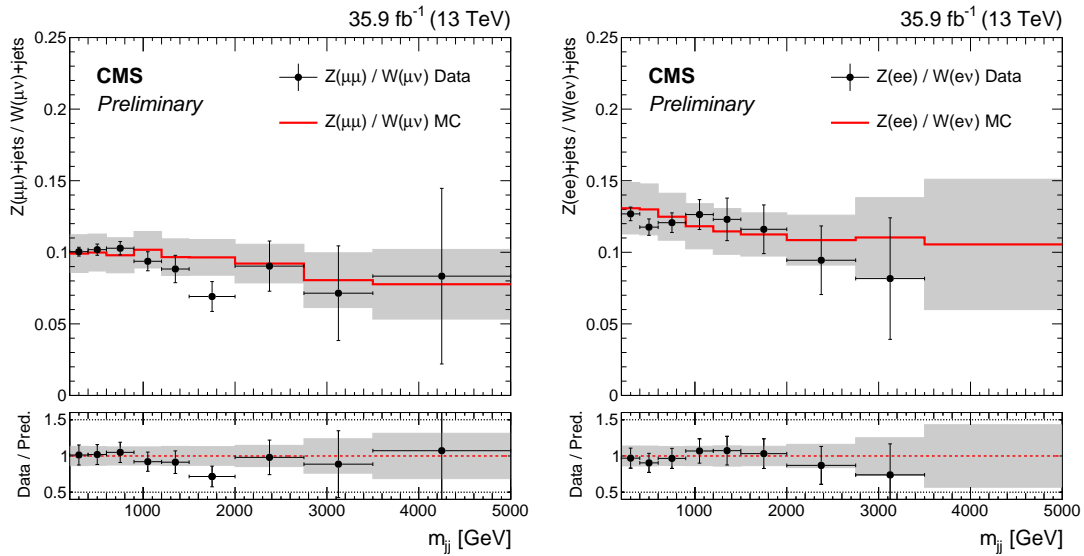 35.9 fb⁻¹ (13 TeV)
Z(μμ)+jets / W(μν)+jets
0.25
0.2
0.15
0.1
0.05
0
CMS
Preliminary
Z(μμ) / W(μν) Data
Z(μμ) / W(μν) MC
Data / Pred.
1.5
1
0.5
1000 2000 3000 4000 5000
m_jj [GeV]
35.9 fb⁻¹ (13 TeV)
Z(ee)+jets / W(eν)+jets
0.25
0.2
0.15
0.1
0.05
0
CMS
Preliminary
Z(ee) / W(eν) Data
Z(ee) / W(eν) MC
Data / Pred.
1.5
1
0.5
1000 2000 3000 4000 5000
m_jj [GeV]